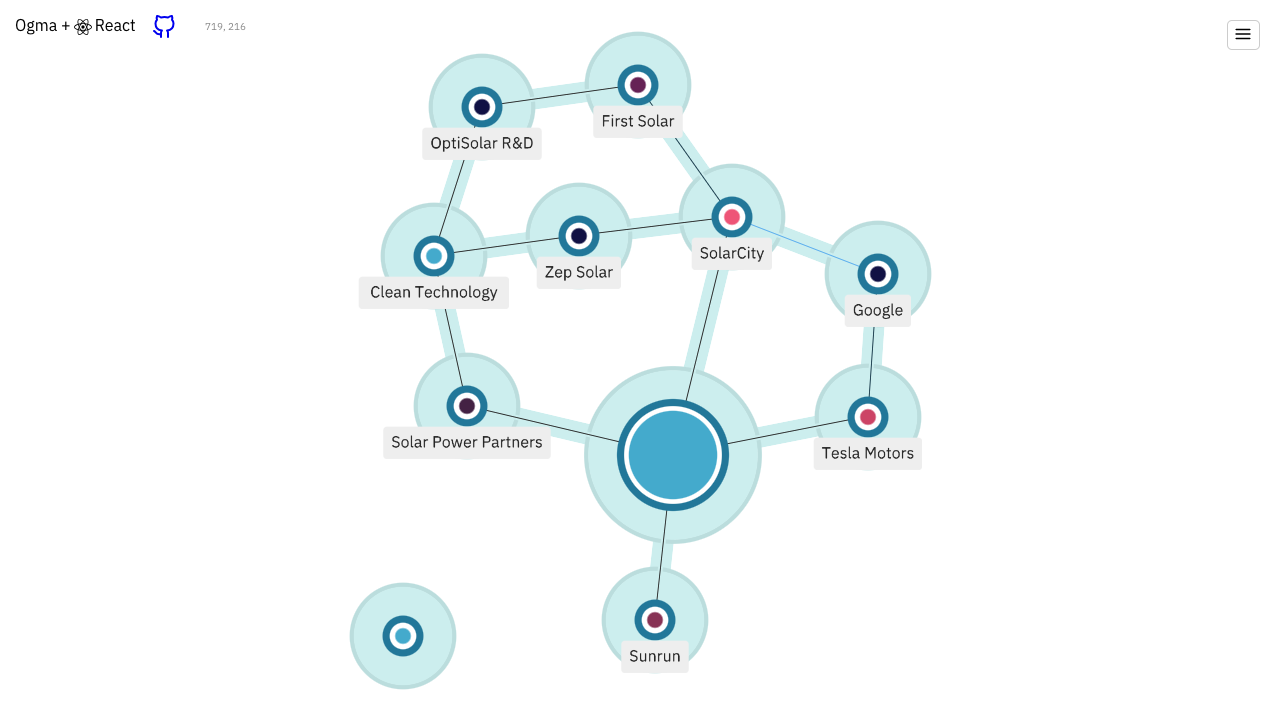 Ogma + React
719, 216
First Solar
OptiSolar R&D
SolarCity
Zep Solar
Clean Technology
Google
Solar Power Partners
Tesla Motors
Sunrun